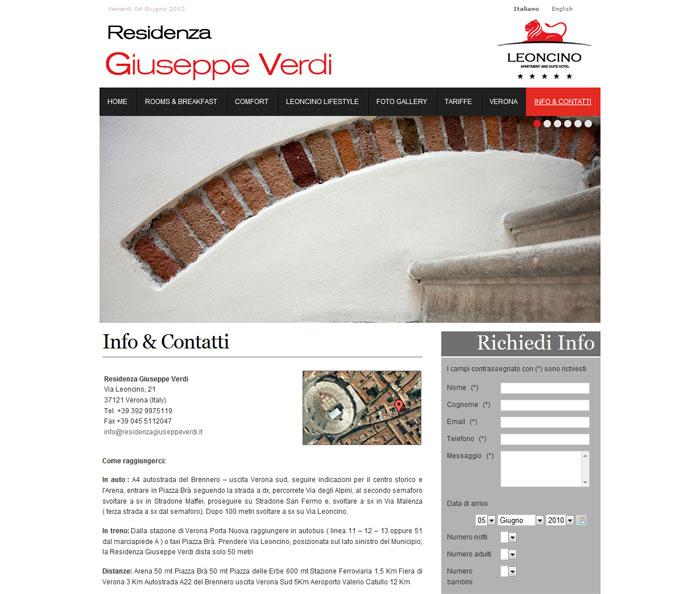 Venerdì 04 Giugno 2010
Italiano English
Residenza
Giuseppe Verdi
LEONCINO
APARTMENT AND SUITE HOTEL
HOME ROOMS & BREAKFAST COMFORT LEONCINO LIFESTYLE FOTO GALLERY TARIFFE VERONA INFO & CONTATTI
Info & Contatti
Residenza Giuseppe Verdi
Via Leoncino, 21
37121 Verona (Italy)
Tel. +39 392 9975119
Fax +39 045 5112047
info@residenzagiuseppeverdi.it
Come raggiungerci:
In auto : A4 autostrada del Brennero – uscita Verona sud, seguire indicazioni per il centro storico e
l'Arena, entrare in Piazza Brà seguendo la strada a dx, percorrete Via degli Alpini, al secondo semaforo
svoltare a sx in Stradone Maffei, proseguire su Stradone San Fermo e, svoltare a sx in Via Malenza
( terza strada a sx dal semaforo). Dopo 100 metri svoltare a sx su Via Leoncino.
In treno: Dalla stazione di Verona Porta Nuova raggiungere in autobus ( linea 11 – 12 – 13 oppure 51
dal marciapiede A ) o taxi Piazza Brà. Prendere Via Leoncino, posizionata sul lato sinistro del Municipio;
la Residenza Giuseppe Verdi dista solo 50 metri
Distanze: Arena 50 mt Piazza Brà 50 mt Piazza delle Erbe 600 mt Stazione Ferroviaria 1,5 Km Fiera di
Verona 3 Km Autostrada A22 del Brennero uscita Verona Sud 5Km Aeroporto Valerio Catullo 12 Km
Richiedi Info
I campi contrassegnato con (*) sono richiesti
Nome (*)
Cognome (*)
Email (*)
Telefono (*)
Messaggio (*)
Data di arrivo
05 Giugno 2010
Numero notti
Numero adulti
Numero
bambini